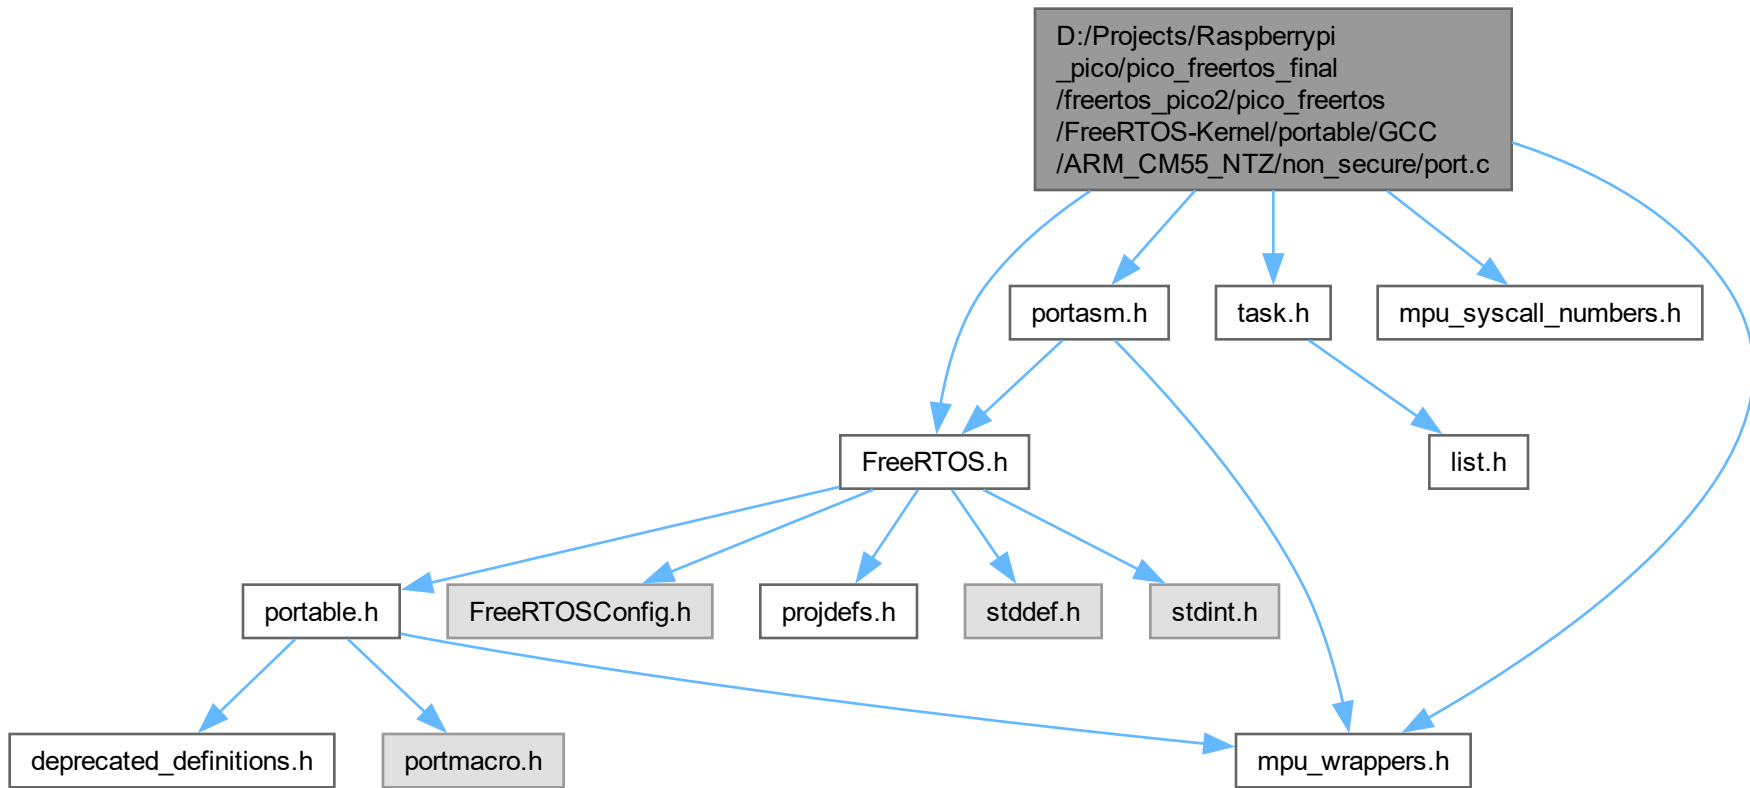 D:/Projects/Raspberrypi
_pico/pico_freertos_final
/freertos_pico2/pico_freertos
/FreeRTOS-Kernel/portable/GCC
/ARM_CM55_NTZ/non_secure/port.c
portasm.h
task.h
mpu_syscall_numbers.h
FreeRTOS.h
list.h
portable.h
FreeRTOSConfig.h
projdefs.h
stddef.h
stdint.h
deprecated_definitions.h
portmacro.h
mpu_wrappers.h